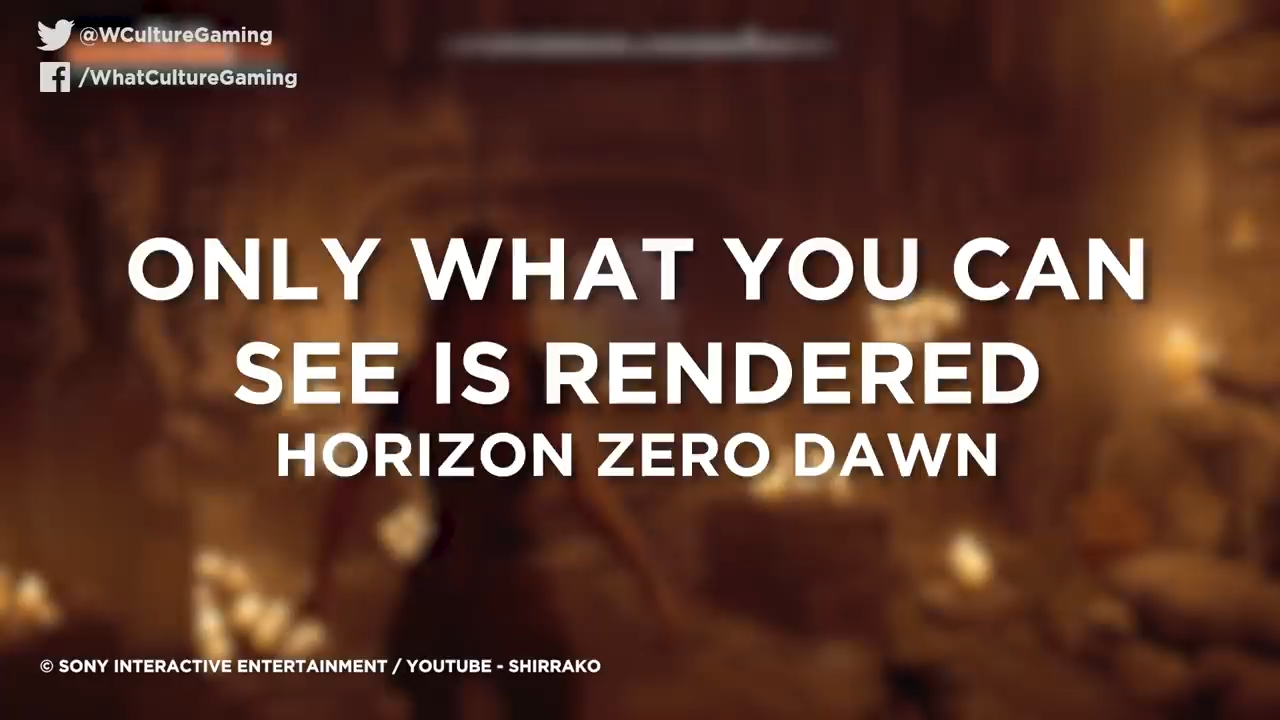 @WCultureGaming
/WhatCultureGaming
ONLY WHAT YOU CAN
SEE IS RENDERED
HORIZON ZERO DAWN
© SONY INTERACTIVE ENTERTAINMENT / YOUTUBE - SHIRRAKO